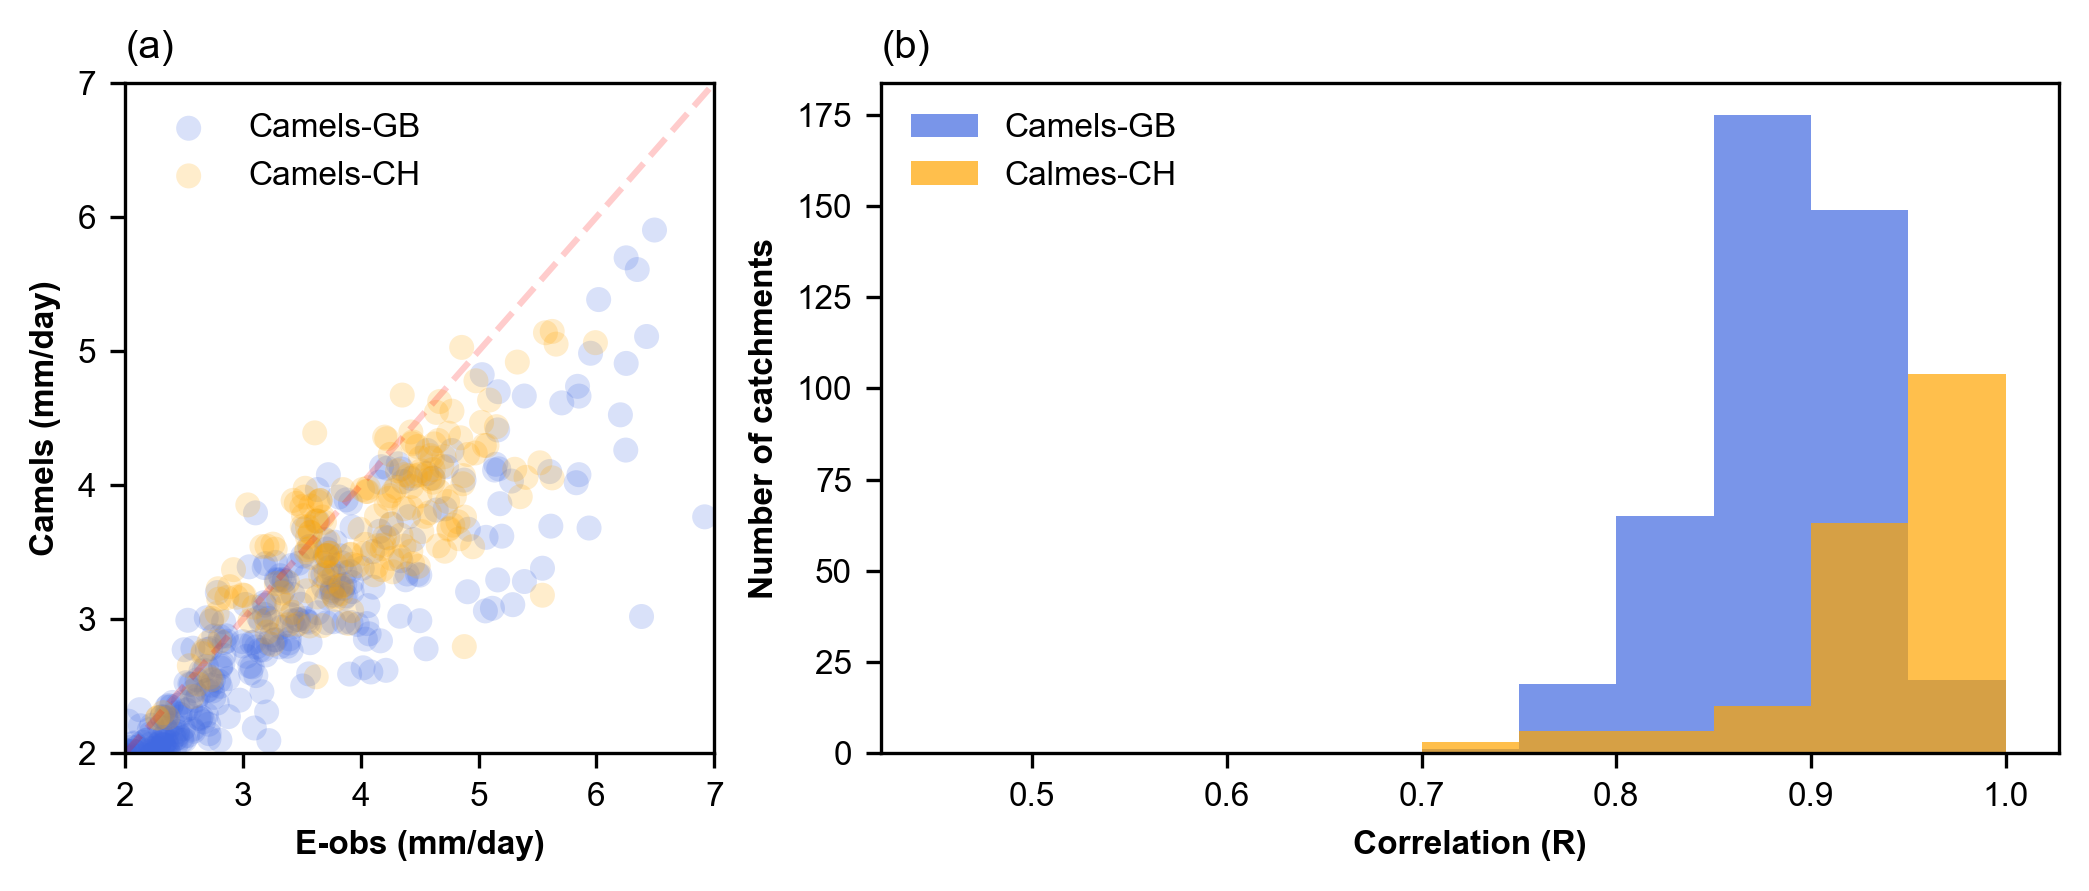 (a)
7
6
5
4
3
2
Camels (mm/day)
Camels-GB
Camels-CH
2 3 4 5 6 7
E-obs (mm/day)
(b)
175
150
125
100
75
50
25
0
Number of catchments
Camels-GB
Calmes-CH
0.5 0.6 0.7 0.8 0.9 1.0
Correlation (R)